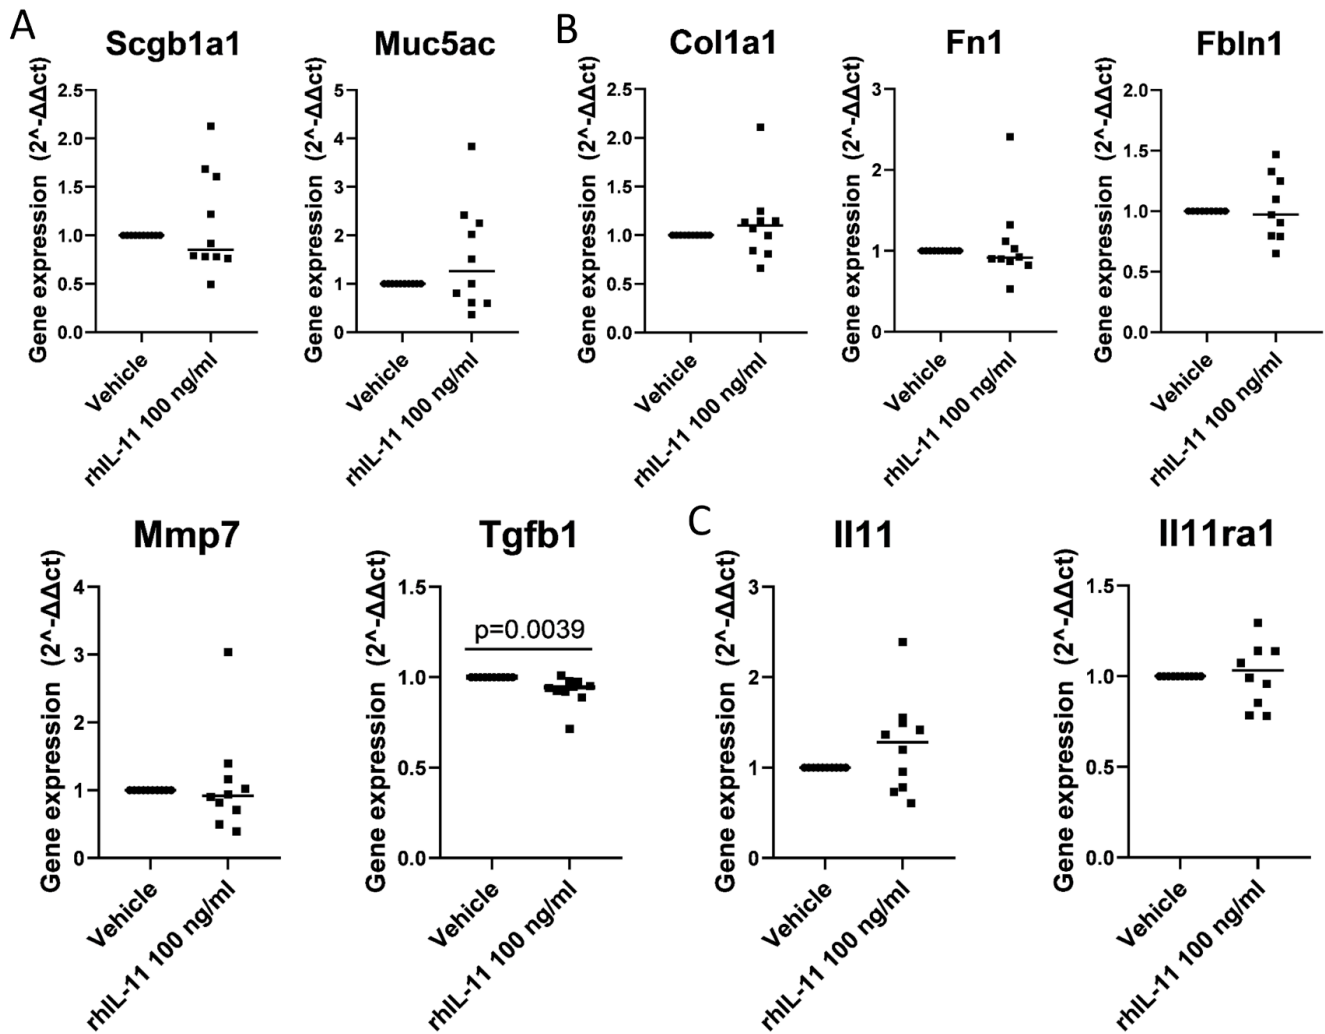 A
Scgb1a1
Gene expression (2^-ΔΔct)
2.5
2.0
1.5
1.0
0.5
0.0
Vehicle
rhIL-11 100 ng/ml
Muc5ac
Gene expression (2^-ΔΔct)
5
4
3
2
1
0
Vehicle
rhIL-11 100 ng/ml
B
Col1a1
Gene expression (2^-ΔΔct)
2.5
2.0
1.5
1.0
0.5
0.0
Vehicle
rhIL-11 100 ng/ml
Fn1
Gene expression (2^-ΔΔct)
3
2
1
0
Vehicle
rhIL-11 100 ng/ml
Fbln1
Gene expression (2^-ΔΔct)
2.0
1.5
1.0
0.5
0.0
Vehicle
rhIL-11 100 ng/ml
Mmp7
Gene expression (2^-ΔΔct)
4
3
2
1
0
Vehicle
rhIL-11 100 ng/ml
Tgfb1
Gene expression (2^-ΔΔct)
1.5
1.0
0.5
0.0
p=0.0039
Vehicle
rhIL-11 100 ng/ml
C
Il11
Gene expression (2^-ΔΔct)
3
2
1
0
Vehicle
rhIL-11 100 ng/ml
Il11ra1
Gene expression (2^-ΔΔct)
1.5
1.0
0.5
0.0
Vehicle
rhIL-11 100 ng/ml